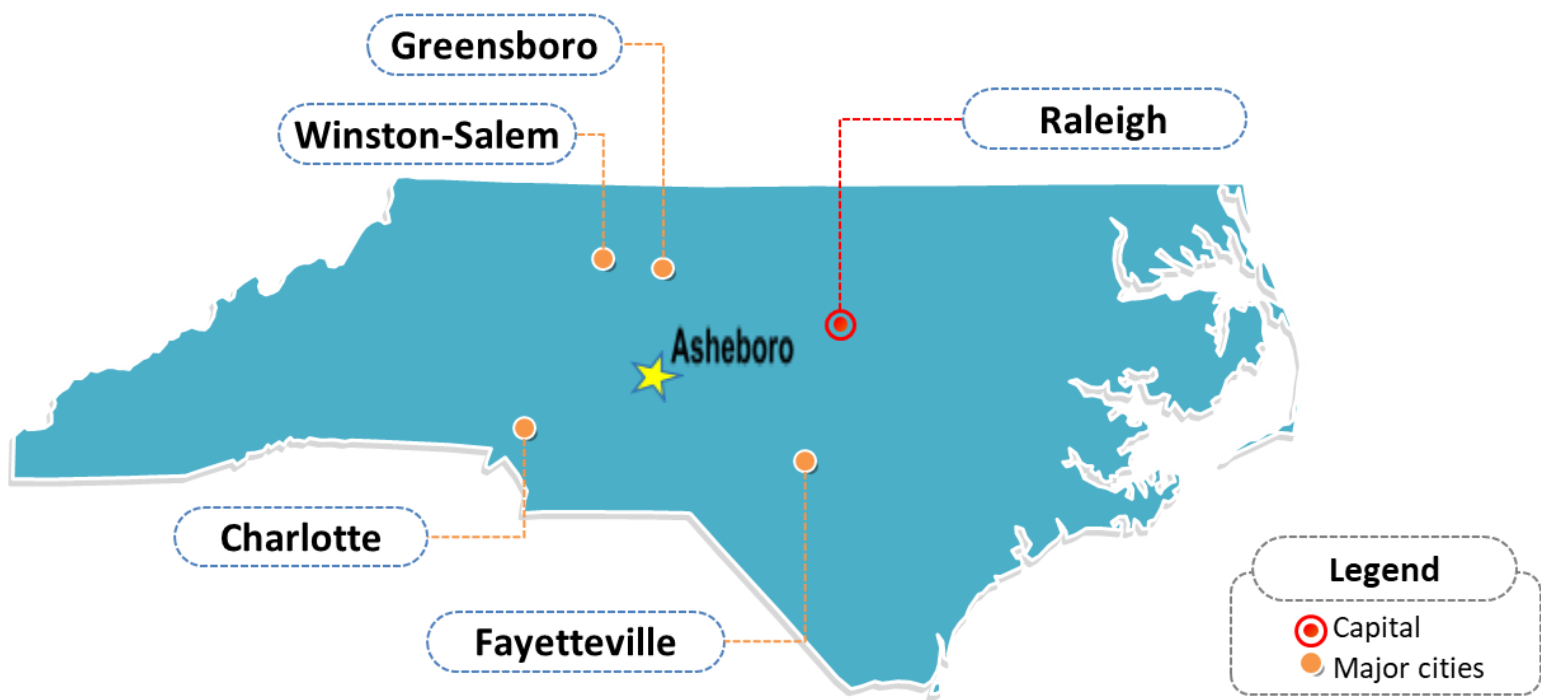 Greensboro
Winston-Salem
Raleigh
Asheboro
Charlotte
Fayetteville
Legend
Capital
Major cities